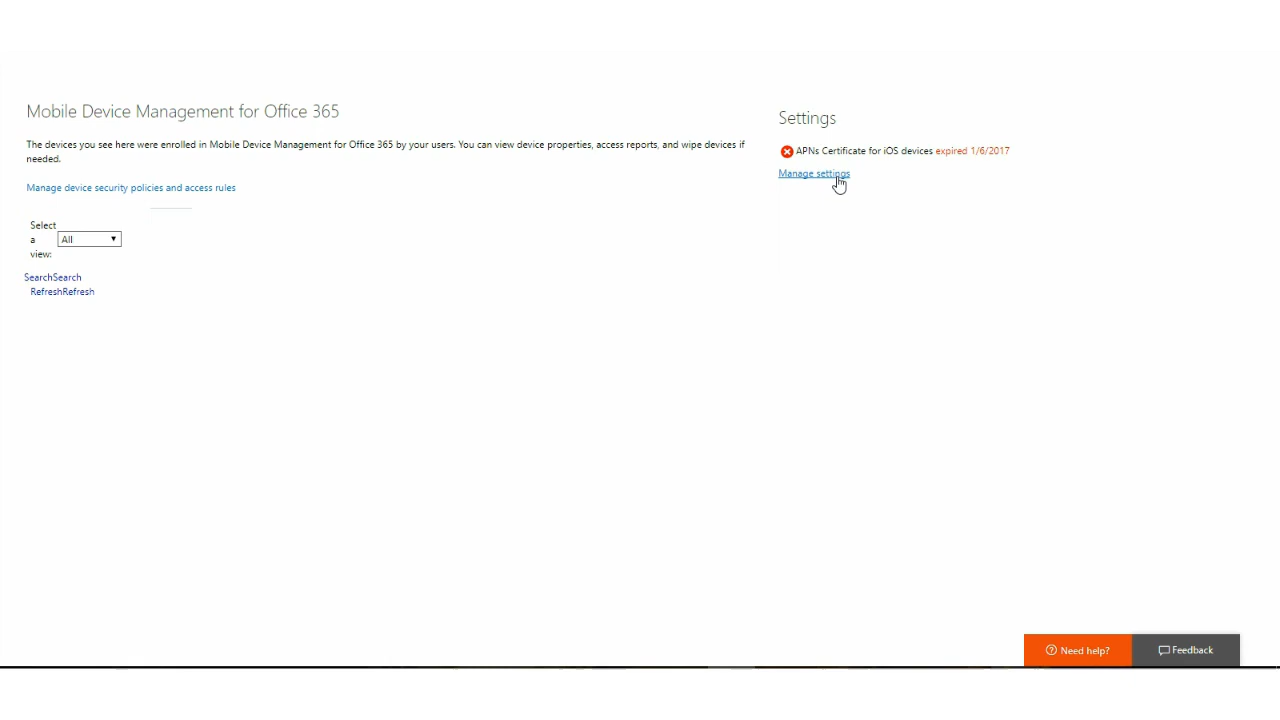 Mobile Device Management for Office 365
The devices you see here were enrolled in Mobile Device Management for Office 365 by your users. You can view device properties, access reports, and wipe devices if
needed.
Manage device security policies and access rules
Select
a
view:
All
SearchSearch
RefreshRefresh
Settings
APNs Certificate for iOS devices expired 1/6/2017
Manage settings
Need help?
Feedback